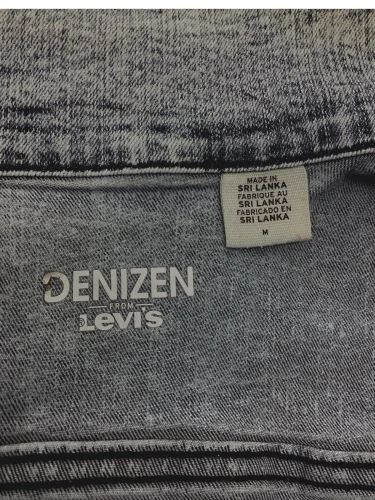 MADE IN
SRI LANKA
FABRIQUE AU
SRI LANKA
FABRICADO EN
SRI LANKA
M
DENIZEN
FROM
Levi's